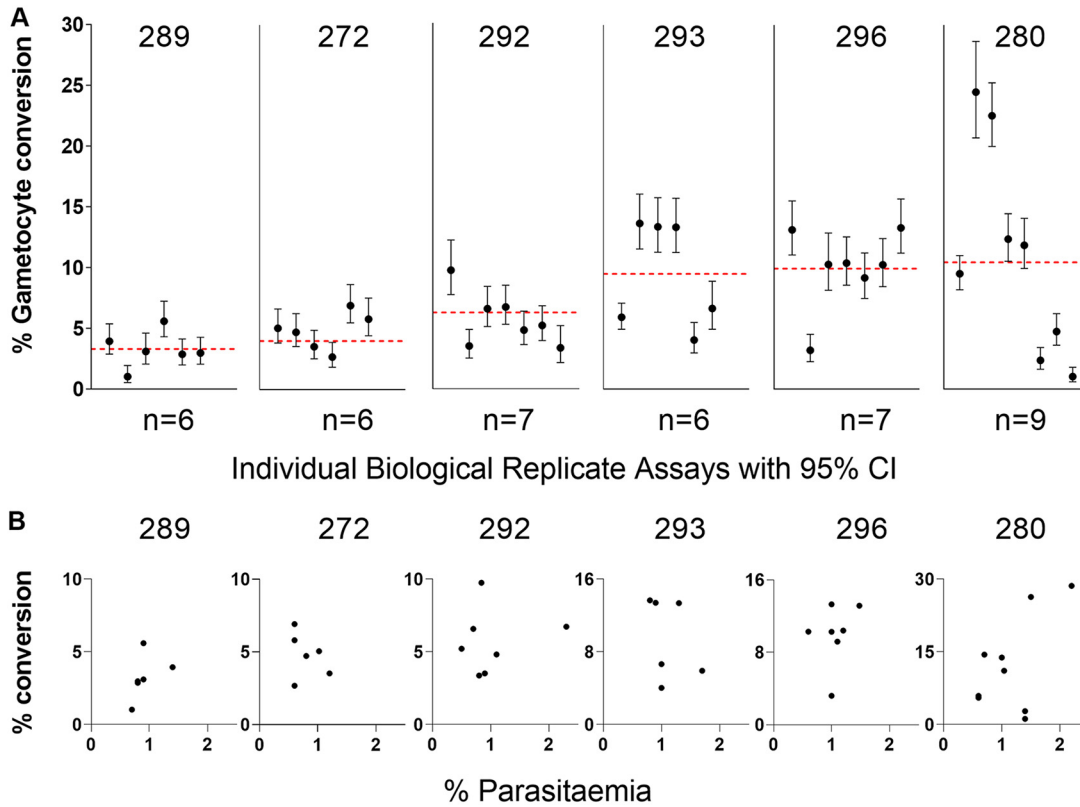 A
289 272 292 293 296 280
% Gametocyte conversion
30
25
20
15
10
5
0
n=6 n=6 n=7 n=6 n=7 n=9
Individual Biological Replicate Assays with 95% CI
B
289 272 292 293 296 280
% conversion
10 10 10 16 16 30
5 5 5 8 8 15
0 0 0 0 0 0
0 1 2 0 1 2 0 1 2 0 1 2 0 1 2 0 1 2
% Parasitaemia